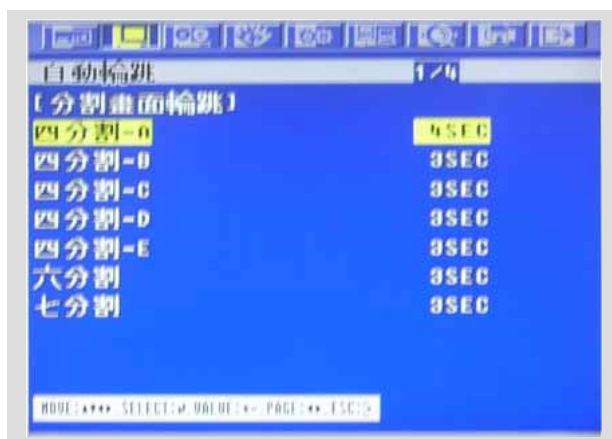 自動輪跳 1/4
[分割畫面輪跳]
四分割-A 4SEC
四分割-B 3SEC
四分割-C 3SEC
四分割-D 3SEC
四分割-E 3SEC
六分割 3SEC
七分割 3SEC
MOVE: SELECT: VALUE:+- PAGE: ESC: